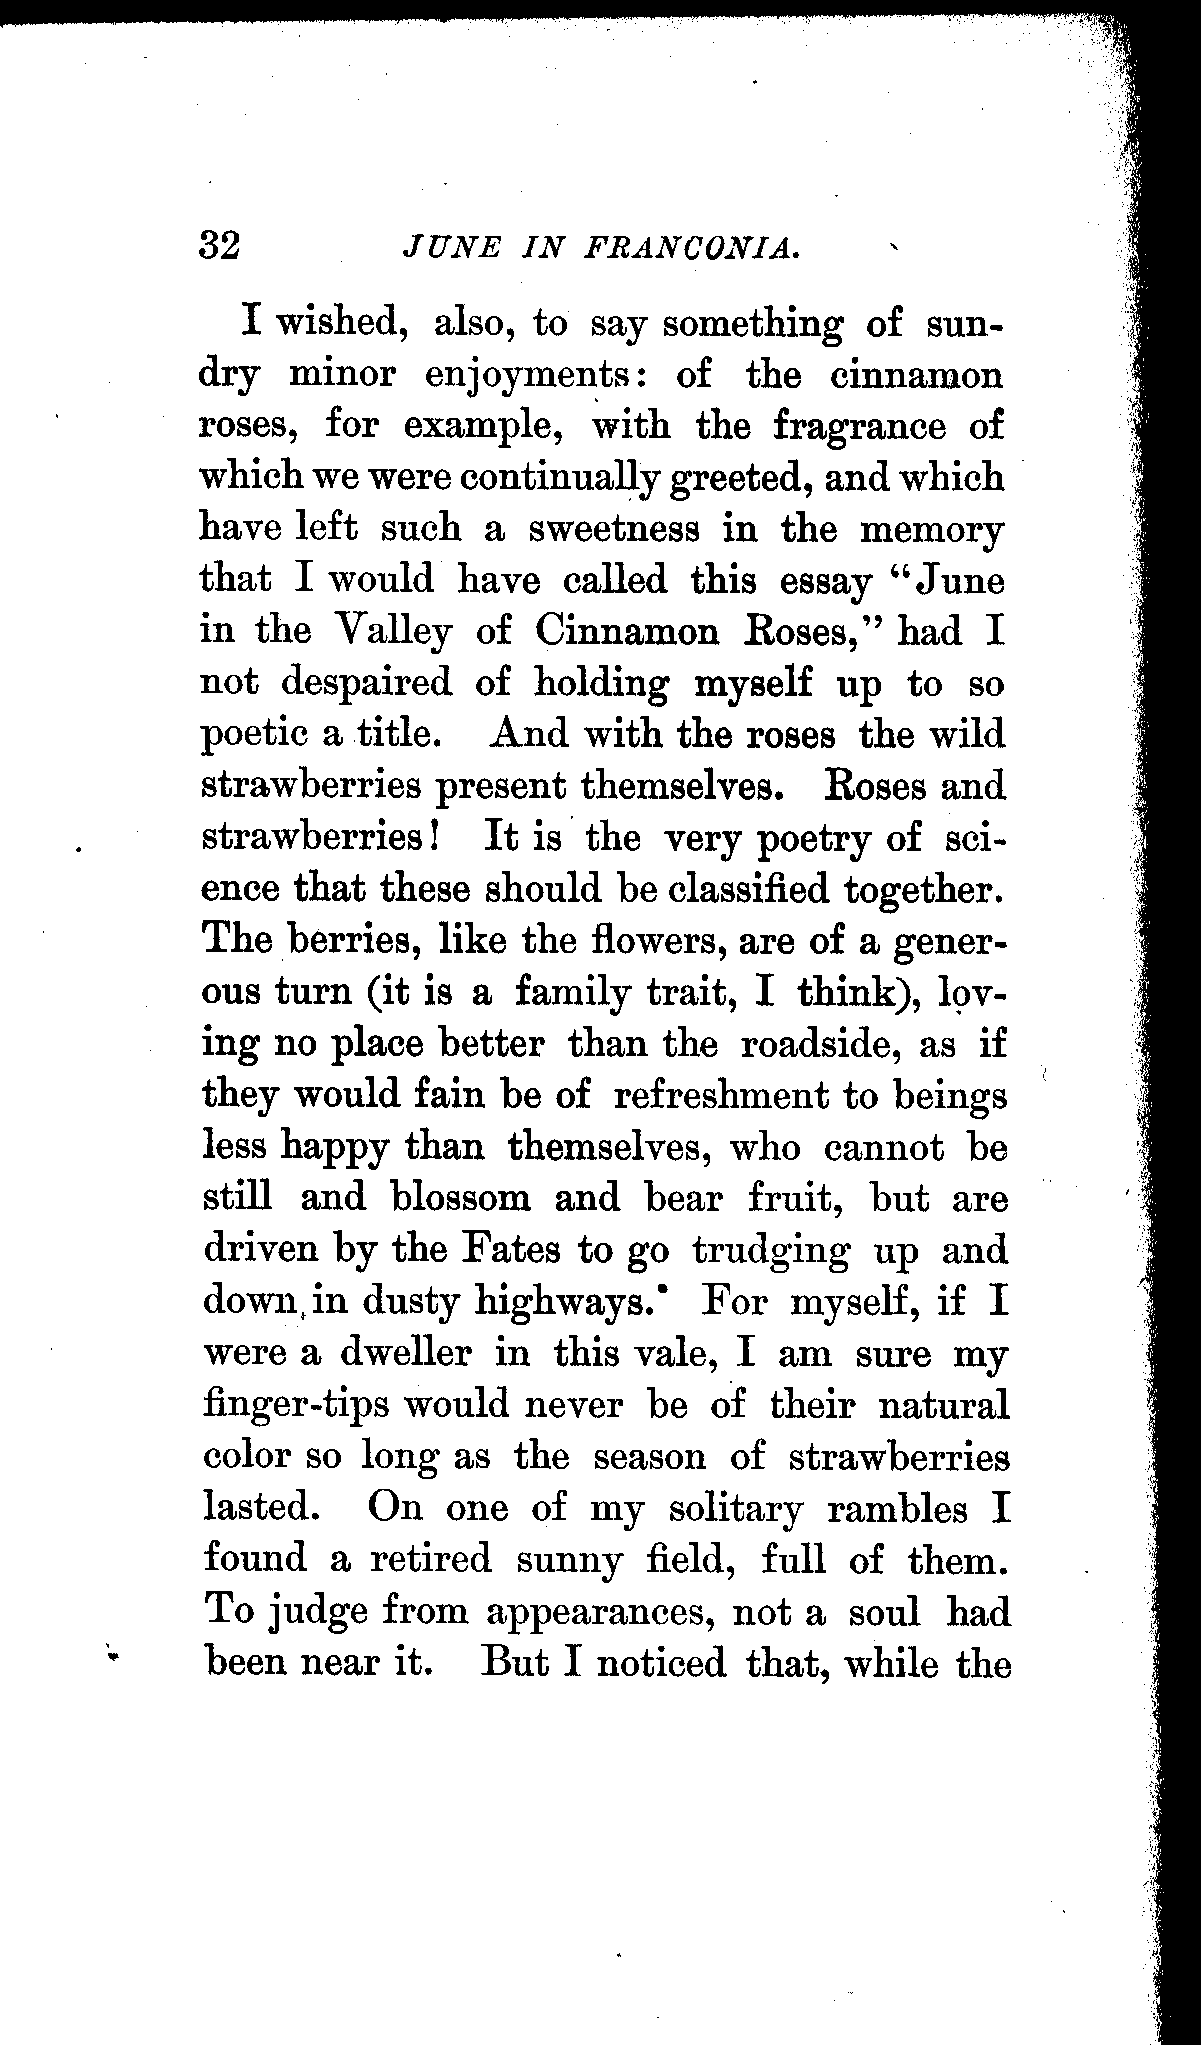 32 JUNE IN FRANCONIA.
I wished, also, to say something of sun-
dry minor enjoyments: of the cinnamon
roses, for example, with the fragrance of
which we were continually greeted, and which
have left such a sweetness in the memory
that I would have called this essay “June
in the Valley of Cinnamon Roses,” had I
not despaired of holding myself up to so
poetic a title. And with the roses the wild
strawberries present themselves. Roses and
strawberries! It is the very poetry of sci-
ence that these should be classified together.
The berries, like the flowers, are of a gener-
ous turn (it is a family trait, I think), lov-
ing no place better than the roadside, as if
they would fain be of refreshment to beings
less happy than themselves, who cannot be
still and blossom and bear fruit, but are
driven by the Fates to go trudging up and
down in dusty highways. For myself, if I
were a dweller in this vale, I am sure my
finger-tips would never be of their natural
color so long as the season of strawberries
lasted. On one of my solitary rambles I
found a retired sunny field, full of them.
To judge from appearances, not a soul had
been near it. But I noticed that, while the